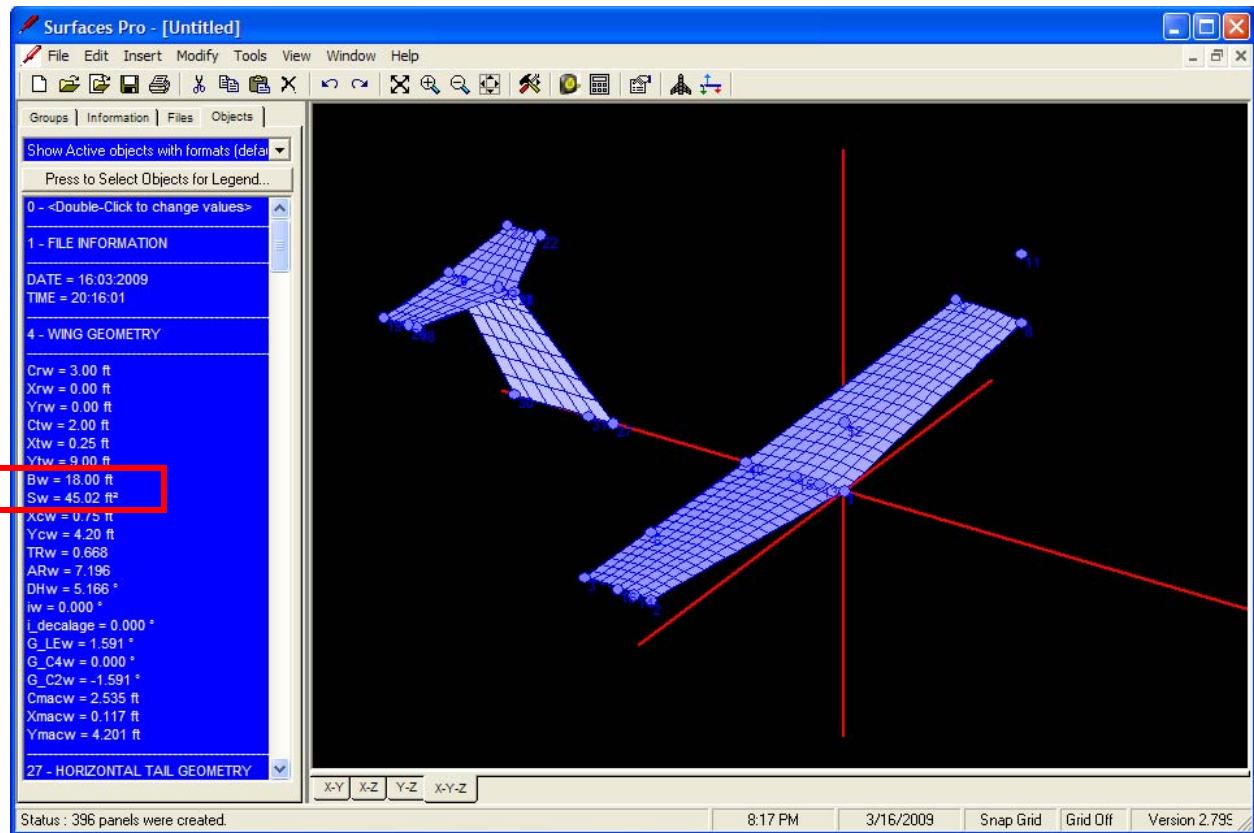 Surfaces Pro - [Untitled]
File Edit Insert Modify Tools View Window Help
Groups Information Files Objects
Show Active objects with formats (defa
Press to Select Objects for Legend...
0 - <Double-Click to change values>
1 - FILE INFORMATION
DATE = 16:03:2009
TIME = 20:16:01
4 - WING GEOMETRY
Crw = 3.00 ft
Xrw = 0.00 ft
Yrw = 0.00 ft
Ctw = 2.00 ft
Xtw = 0.25 ft
Ytw = 9.00 ft
Bw = 18.00 ft
Sw = 45.02 ft²
Xcw = 0.75 ft
Ycw = 4.20 ft
TRw = 0.668
ARw = 7.196
DHw = 5.166 °
iw = 0.000 °
i_decalage = 0.000 °
G_LEw = 1.591 °
G_C4w = 0.000 °
G_C2w = -1.591 °
Cmacw = 2.535 ft
Xmacw = 0.117 ft
Ymacw = 4.201 ft
27 - HORIZONTAL TAIL GEOMETRY
22
11
27
X-Y X-Z Y-Z X-Y-Z
Status : 396 panels were created.
8:17 PM 3/16/2009 Snap Grid Grid Off Version 2.795